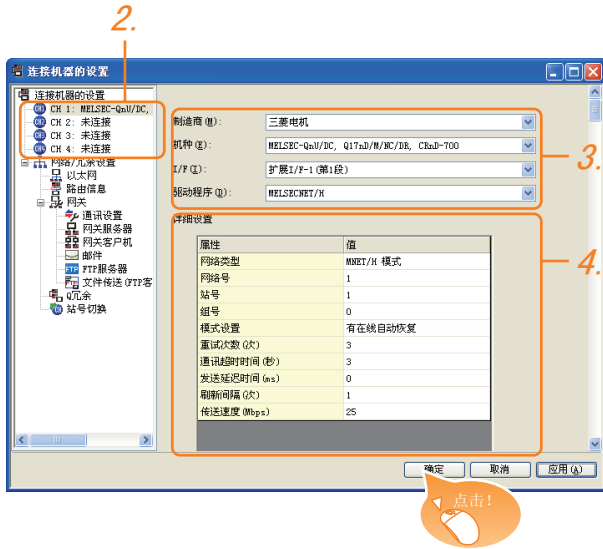 2.
连接机器的设置
连接机器的设置
CH 1: MELSEC-QnU/DC,
CH 2: 未连接
CH 3: 未连接
CH 4: 未连接
网络/冗余设置
以太网
路由信息
网关
通讯设置
网关服务器
网关客户机
邮件
FTP服务器
文件传送(FTP客
Q冗余
站号切换
制造商(M): 三菱电机
机种(E): MELSEC-QnU/DC, Q17nD/M/NC/DR, CRnD-700
I/F(I): 扩展I/F-1(第1段)
驱动程序(D): MELSECNET/H
3.
详细设置
属性 值
网络类型 MNET/H 模式
网络号 1
站号 1
组号 0
模式设置 有在线自动恢复
重试次数(次) 3
通讯超时时间(秒) 3
发送延迟时间(ms) 0
刷新间隔(次) 1
传送速度(Mbps) 25
4.
确定 取消 应用(A)
点击!